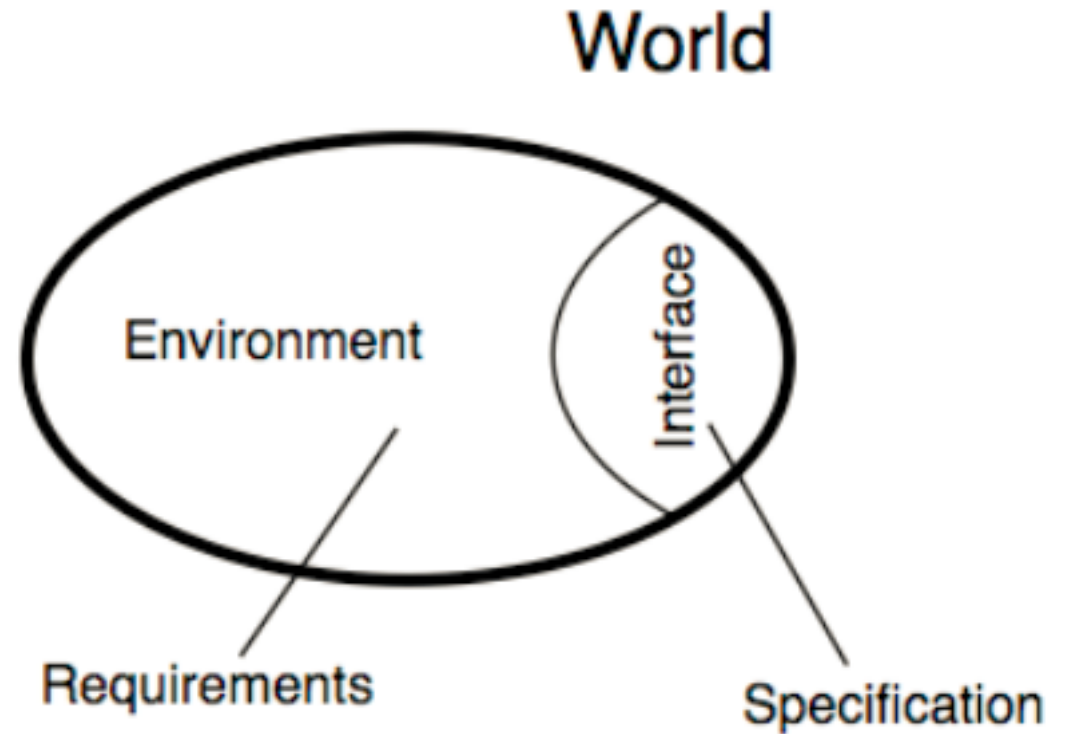 World
Environment
Interface
Requirements
Specification